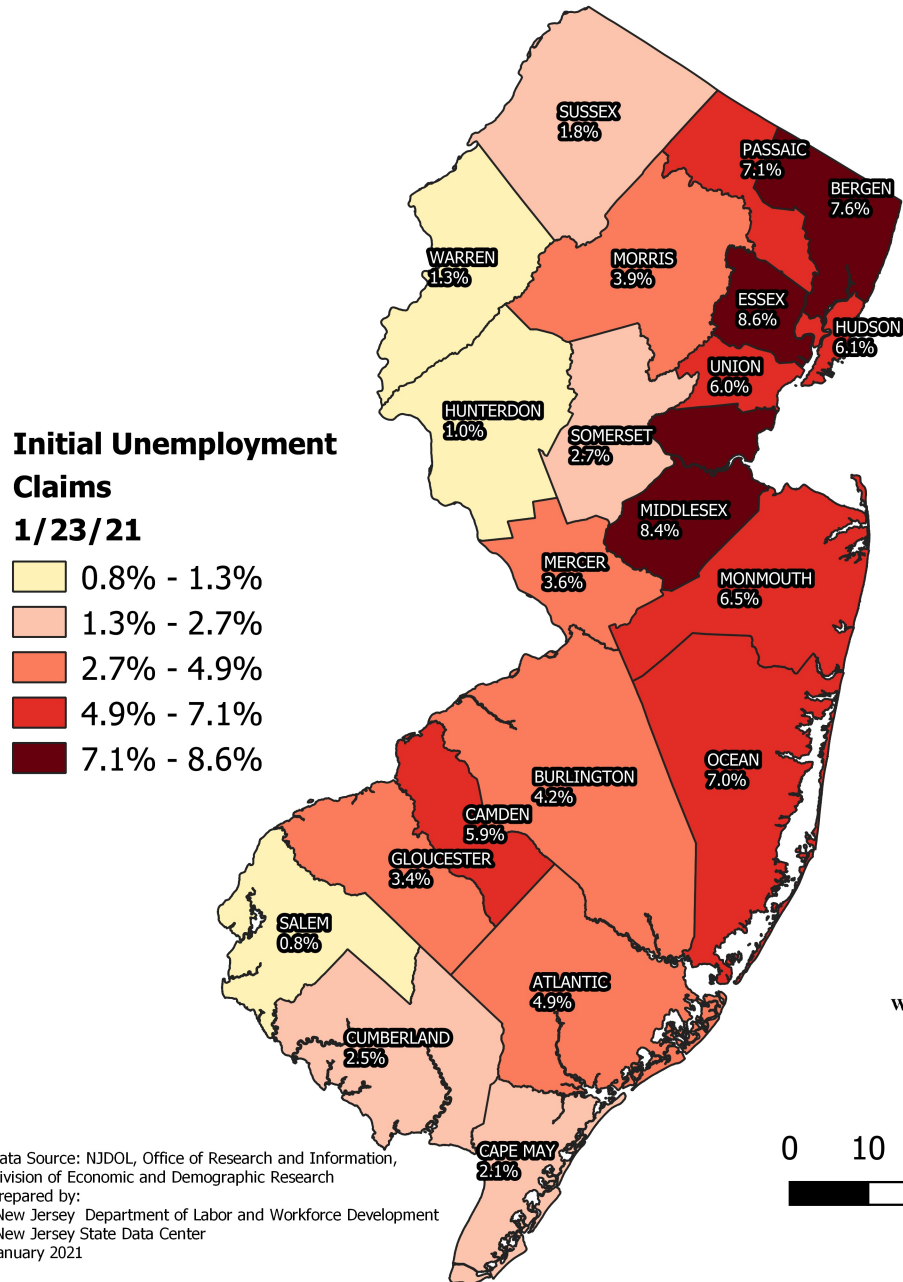 SUSSEX
1.8%
PASSAIC
7.1%
BERGEN
7.6%
WARREN
1.3%
MORRIS
3.9%
ESSEX
8.6%
HUDSON
6.1%
UNION
6.0%
HUNTERDON
1.0%
SOMERSET
2.7%
Initial Unemployment
Claims
1/23/21
0.8% - 1.3%
1.3% - 2.7%
2.7% - 4.9%
4.9% - 7.1%
7.1% - 8.6%
MIDDLESEX
8.4%
MERCER
3.6%
MONMOUTH
6.5%
OCEAN
7.0%
BURLINGTON
4.2%
CAMDEN
5.9%
GLOUCESTER
3.4%
SALEM
0.8%
ATLANTIC
4.9%
W
CUMBERLAND
2.5%
CAPE MAY
2.1%
ata Source: NJDOL, Office of Research and Information,
ivision of Economic and Demographic Research
repared by:
New Jersey Department of Labor and Workforce Development
New Jersey State Data Center
anuary 2021
0 10